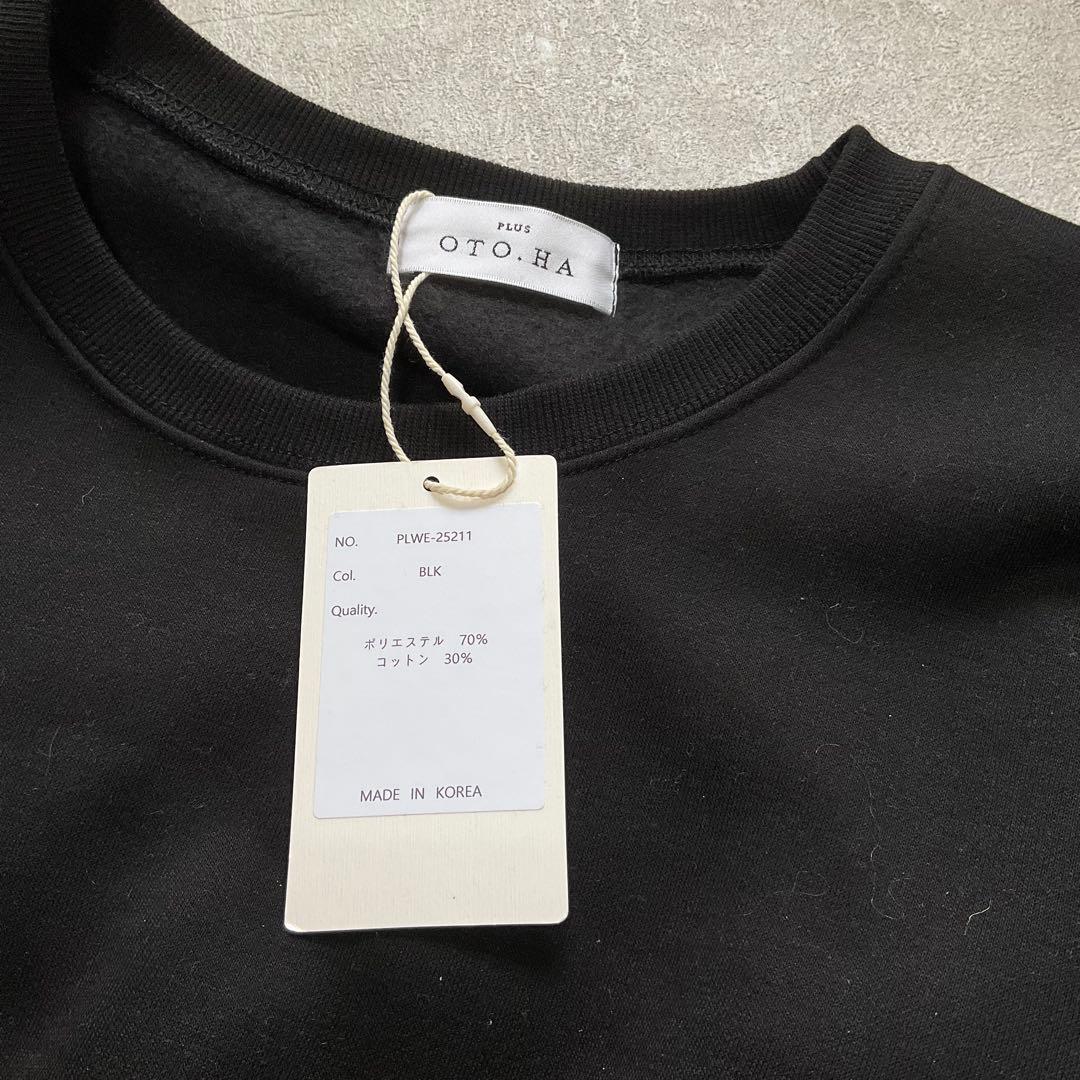 PLUS
OTO.HA
NO. PLWE-25211
Col. BLK
Quality.
ポリエステル 70%
コットン 30%
MADE IN KOREA